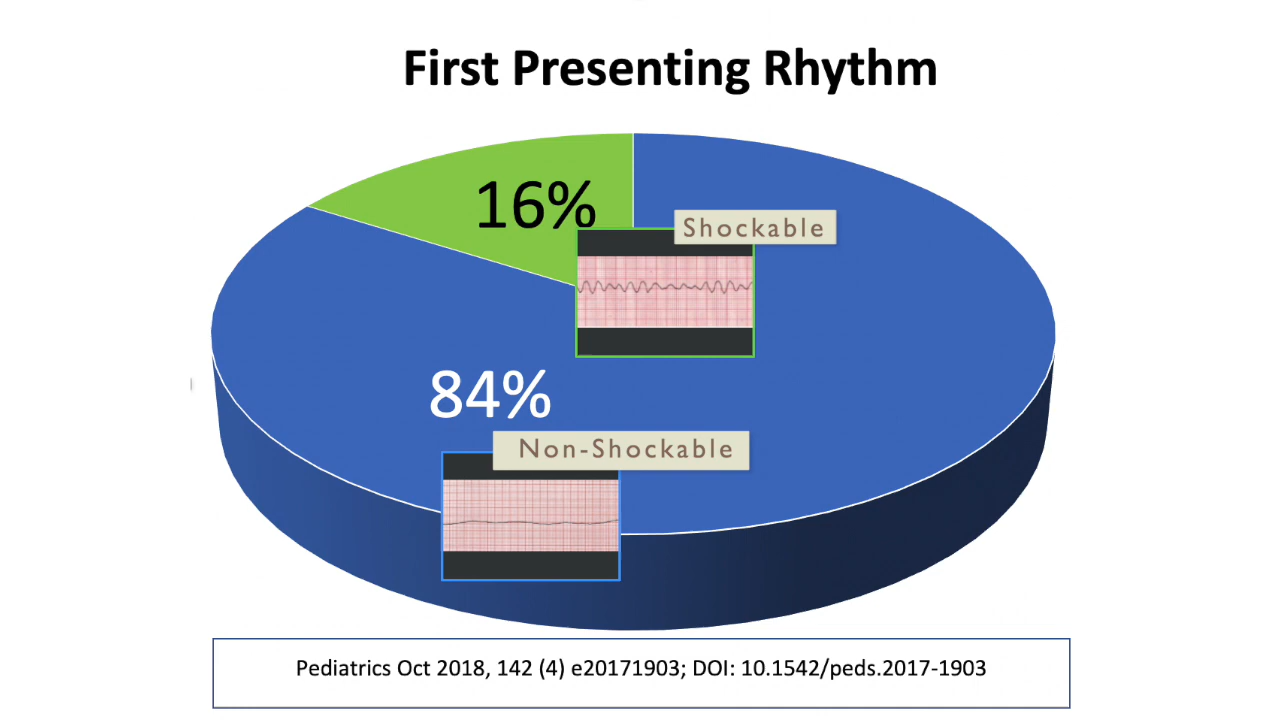 First Presenting Rhythm
16%
Shockable
84%
Non-Shockable
Pediatrics Oct 2018, 142 (4) e20171903; DOI: 10.1542/peds.2017-1903